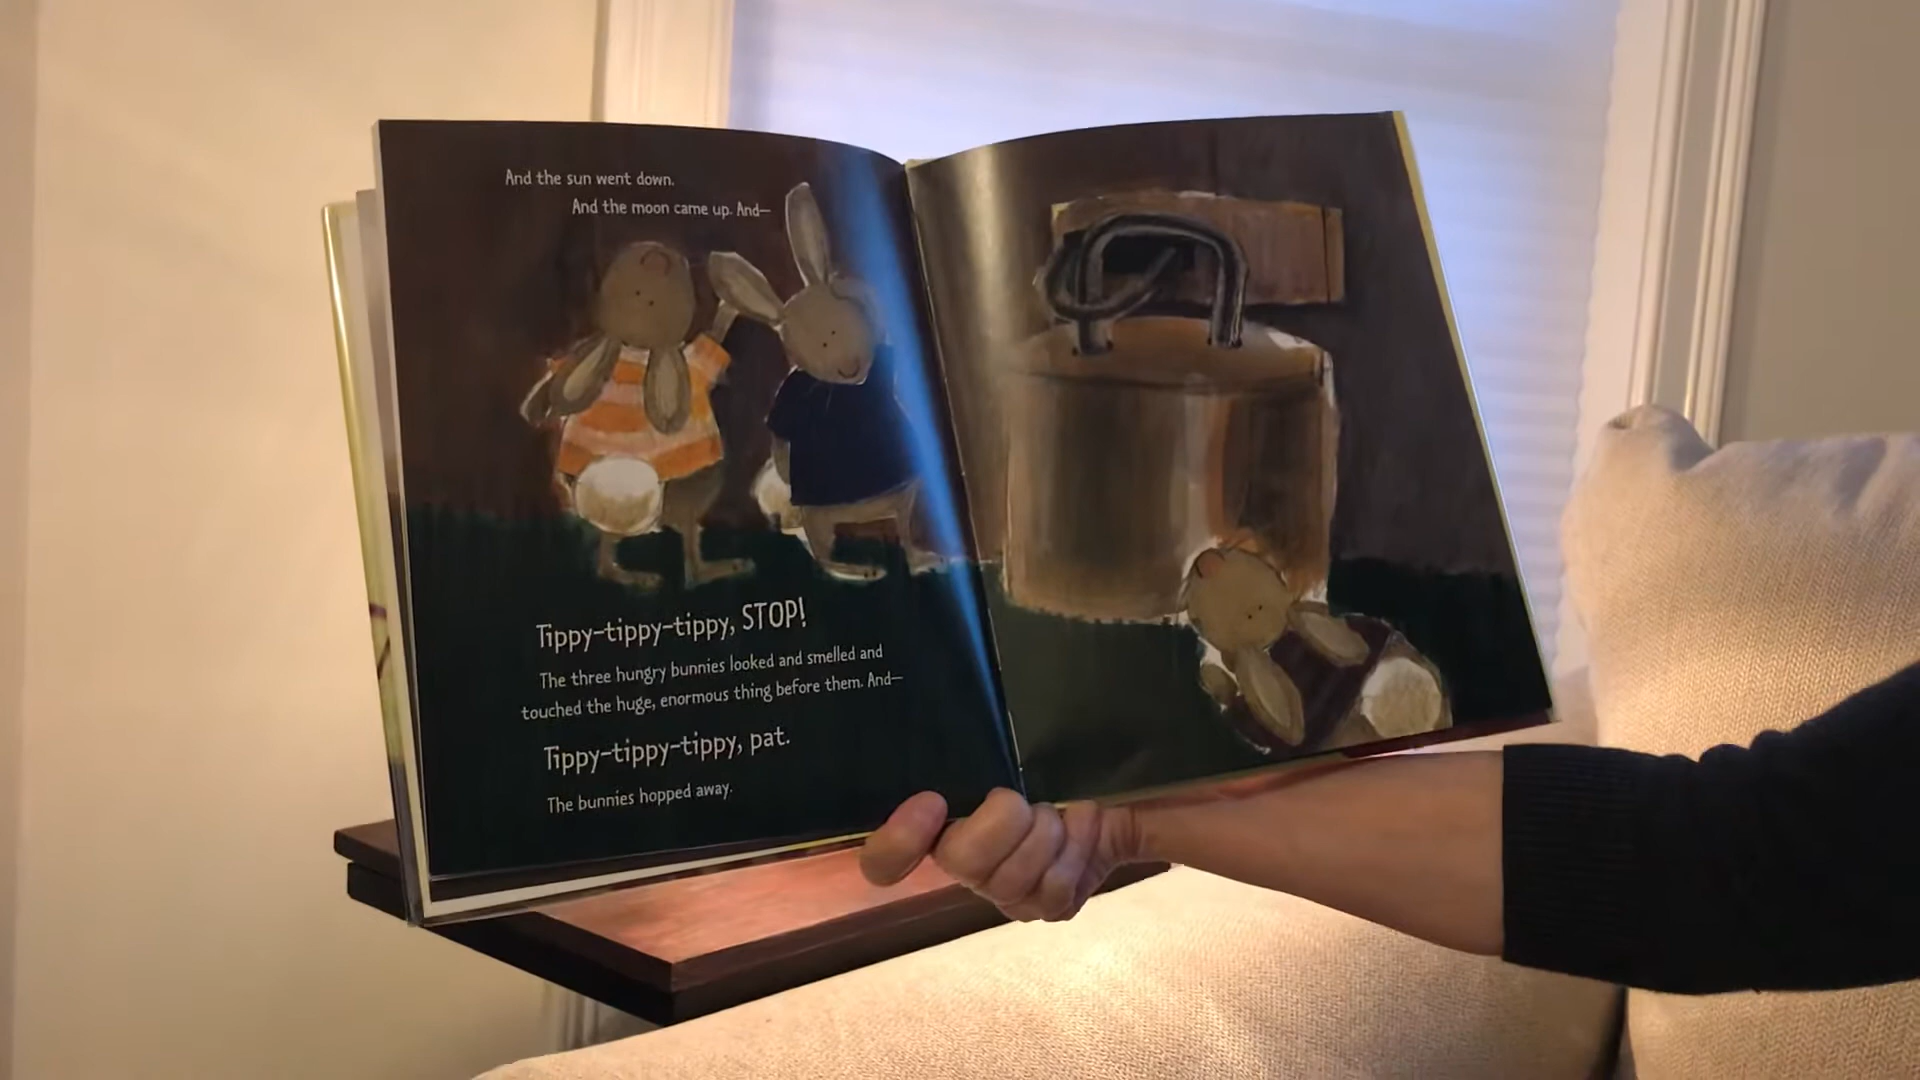 And the sun went down.
And the moon came up. And—
Tippy-tippy-tippy, STOP!
The three hungry bunnies looked and smelled and
touched the huge, enormous thing before them. And—
Tippy-tippy-tippy, pat.
The bunnies hopped away.